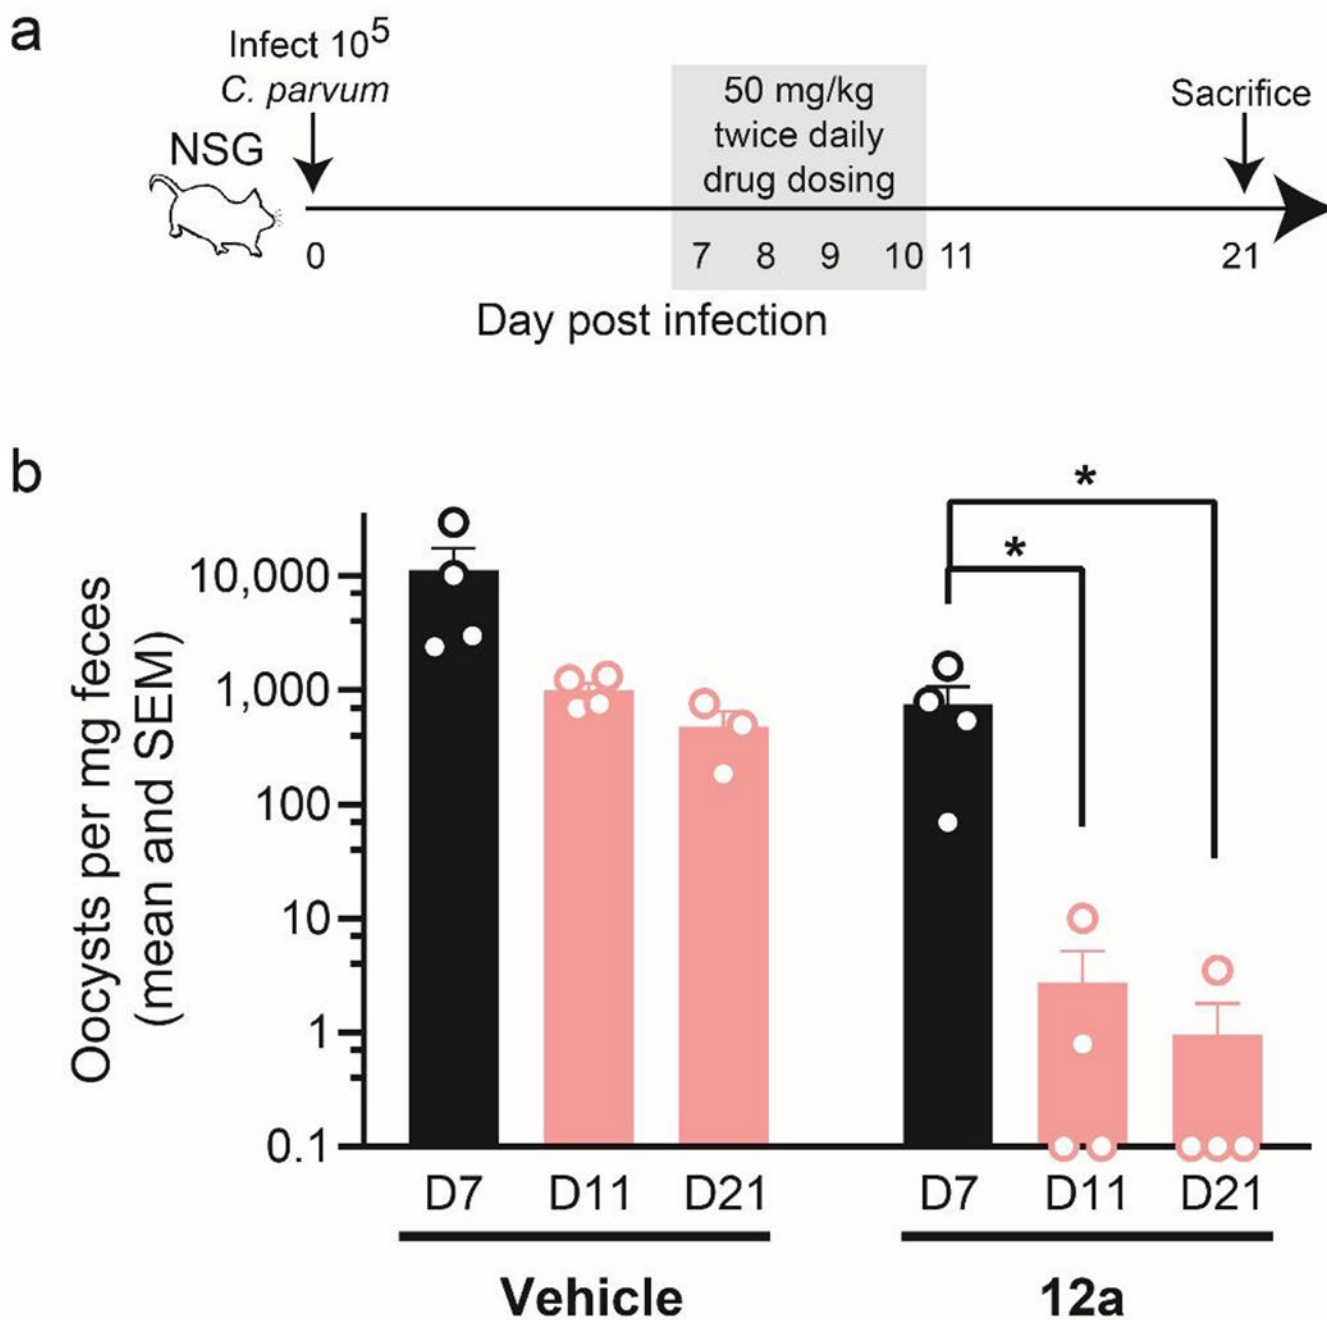 a
Infect 10⁵
C. parvum
NSG
50 mg/kg
twice daily
drug dosing
Sacrifice
0 7 8 9 10 11 21
Day post infection
b
Oocysts per mg feces
(mean and SEM)
10,000
1,000
100
10
1
0.1
*
*
D7 D11 D21 D7 D11 D21
Vehicle 12a